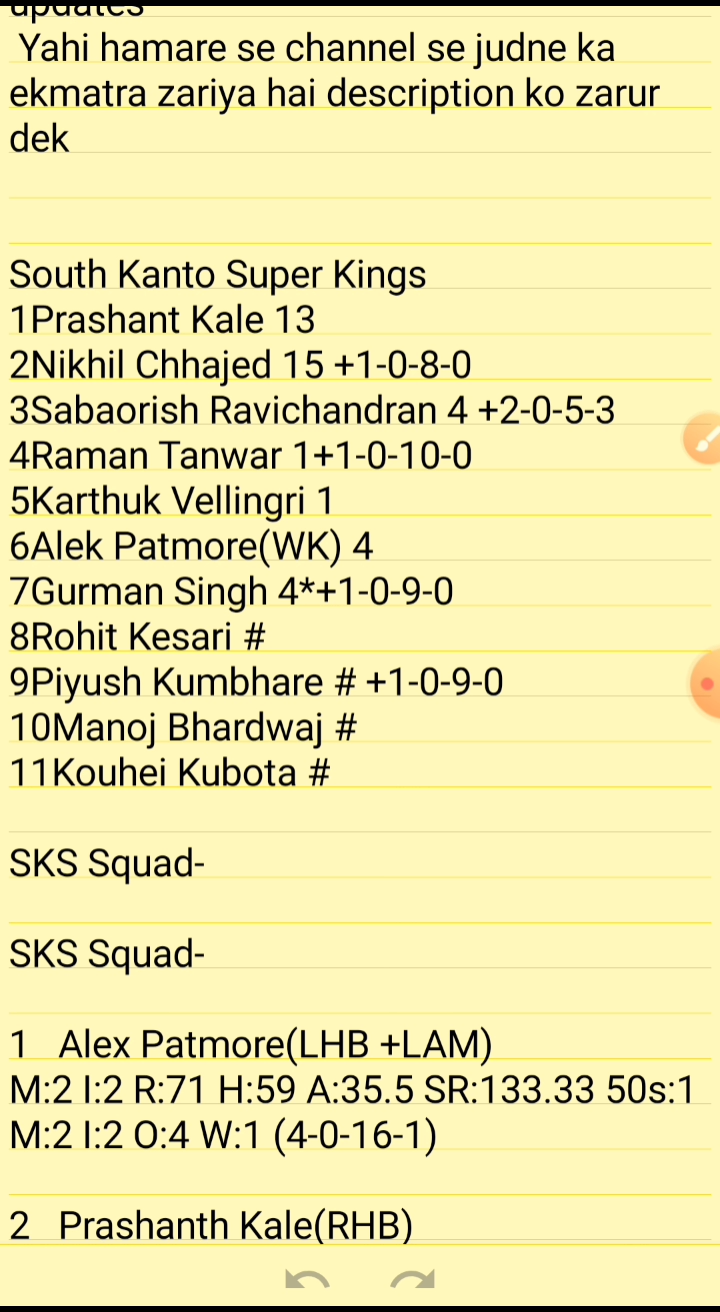 updates
Yahi hamare se channel se judne ka
ekmatra zariya hai description ko zarur
dek
South Kanto Super Kings
1Prashant Kale 13
2Nikhil Chhajed 15 +1-0-8-0
3Sabaorish Ravichandran 4 +2-0-5-3
4Raman Tanwar 1+1-0-10-0
5Karthuk Vellingri 1
6Alek Patmore(WK) 4
7Gurman Singh 4*+1-0-9-0
8Rohit Kesari #
9Piyush Kumbhare # +1-0-9-0
10Manoj Bhardwaj #
11Kouhei Kubota #
SKS Squad-
SKS Squad-
1 Alex Patmore(LHB +LAM)
M:2 I:2 R:71 H:59 A:35.5 SR:133.33 50s:1
M:2 I:2 O:4 W:1 (4-0-16-1)
2 Prashanth Kale(RHB)